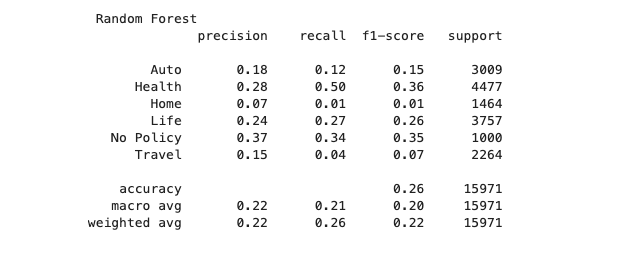 Random Forest
precision recall f1-score support
Auto 0.18 0.12 0.15 3009
Health 0.28 0.50 0.36 4477
Home 0.07 0.01 0.01 1464
Life 0.24 0.27 0.26 3757
No Policy 0.37 0.34 0.35 1000
Travel 0.15 0.04 0.07 2264
accuracy 0.26 15971
macro avg 0.22 0.21 0.20 15971
weighted avg 0.22 0.26 0.22 15971